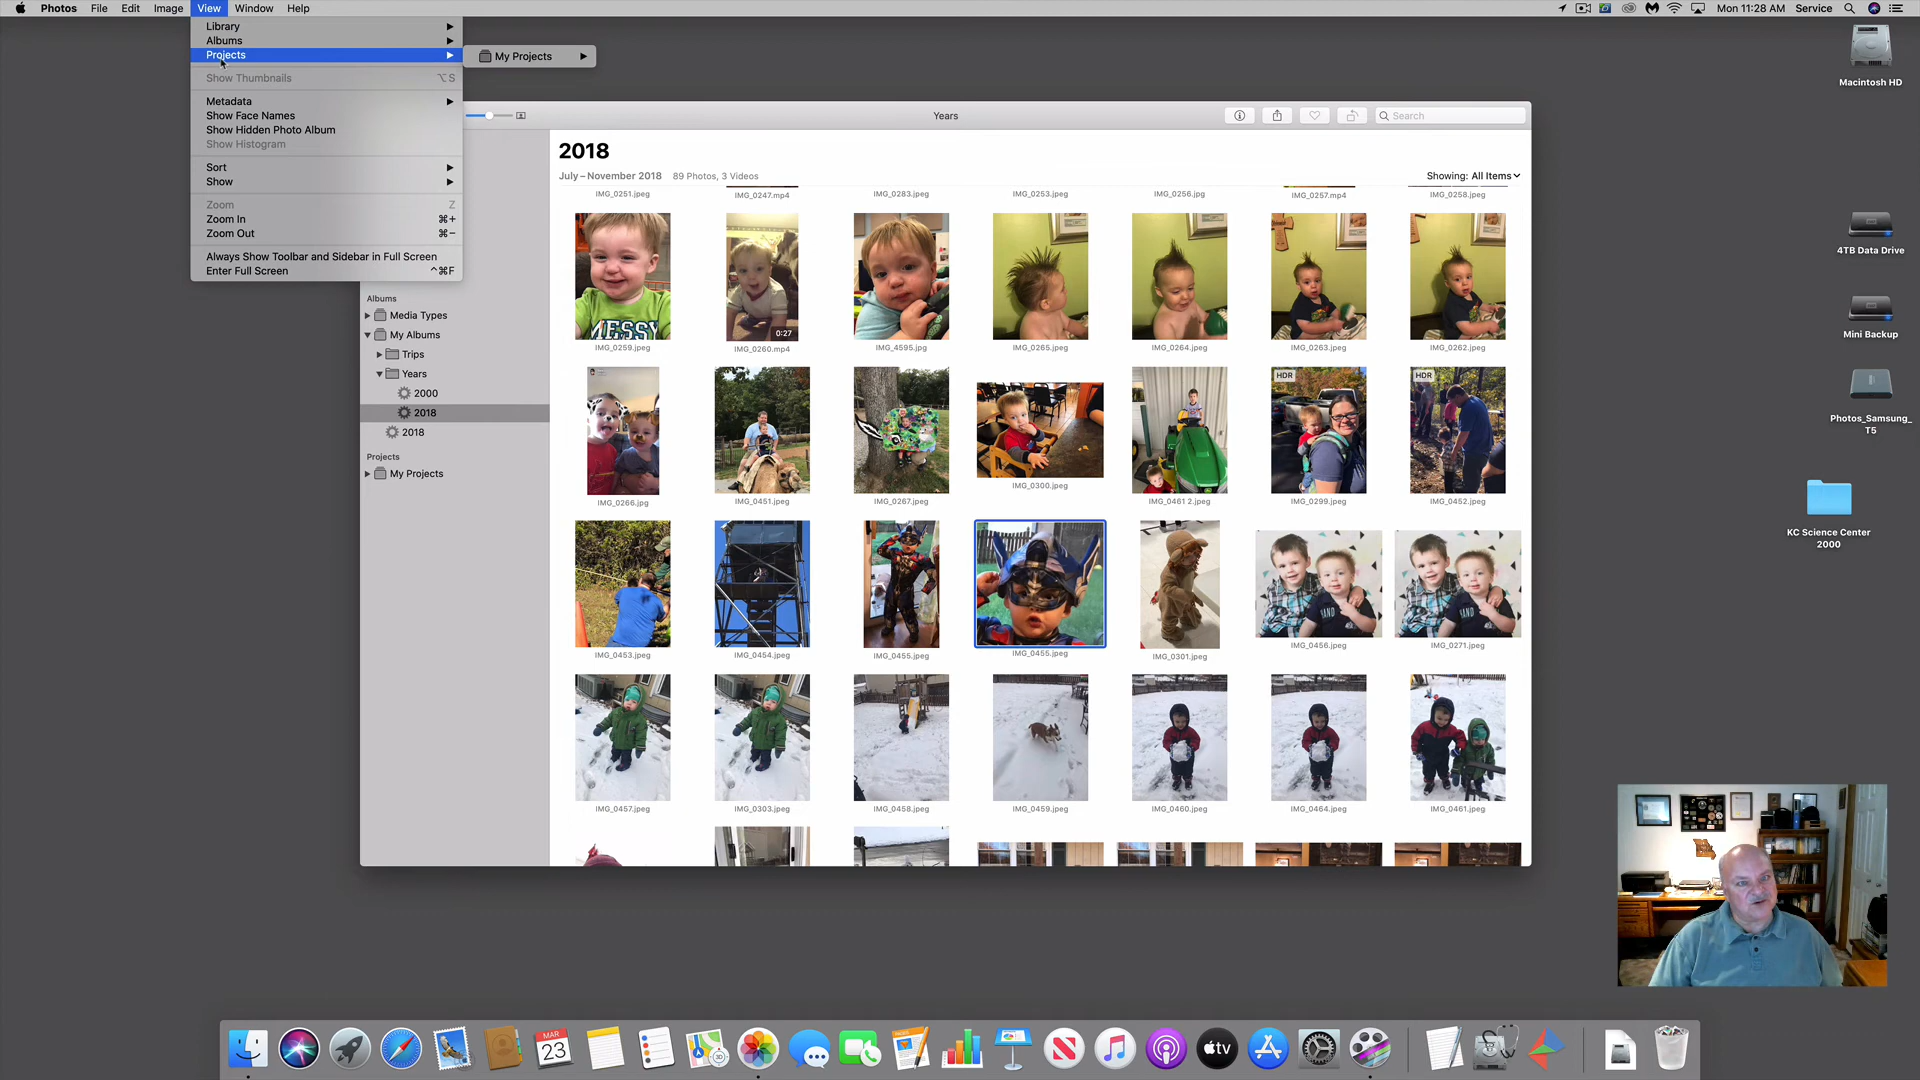 Photos File Edit Image View Window Help
Mon 11:28 AM Service
Library
Albums
Projects
My Projects
Show Thumbnails ⌥S
Metadata
Show Face Names
Show Hidden Photo Album
Show Histogram
Sort
Show
Zoom Z
Zoom In ⌘+
Zoom Out ⌘−
Always Show Toolbar and Sidebar in Full Screen
Enter Full Screen ^⌘F
Years
Search
2018
July – November 2018 89 Photos, 3 Videos
Showing: All Items
Albums
Media Types
My Albums
Trips
Years
2000
2018
2018
Projects
My Projects
IMG_0251.jpeg IMG_0247.mp4 IMG_0283.jpeg IMG_0253.jpeg IMG_0256.jpeg IMG_0257.mp4 IMG_0258.jpeg
MESSY
0:27
IMG_0259.jpeg IMG_0260.mp4 IMG_4595.jpg IMG_0265.jpeg IMG_0264.jpeg IMG_0263.jpeg IMG_0262.jpeg
HDR HDR
IMG_0266.jpg IMG_0451.jpeg IMG_0267.jpeg IMG_0300.jpeg IMG_0461 2.jpeg IMG_0299.jpeg IMG_0452.jpeg
IMG_0453.jpeg IMG_0454.jpeg IMG_0455.jpeg IMG_0455.jpeg IMG_0301.jpeg IMG_0456.jpeg IMG_0271.jpeg
IMG_0457.jpeg IMG_0303.jpeg IMG_0458.jpeg IMG_0459.jpeg IMG_0460.jpeg IMG_0464.jpeg IMG_0461.jpeg
Macintosh HD
4TB Data Drive
Mini Backup
Photos_Samsung_
T5
KC Science Center
2000
MAR
23
3D
tv